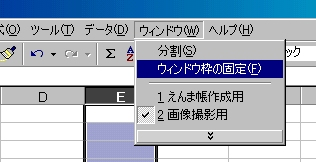 式(O) ツール(T) データ(D) ウィンドウ(W) ヘルプ(H)
分割(S)
ック
ウィンドウ枠の固定(F)
1 えんま帳作成用
2 画像撮影用
D E